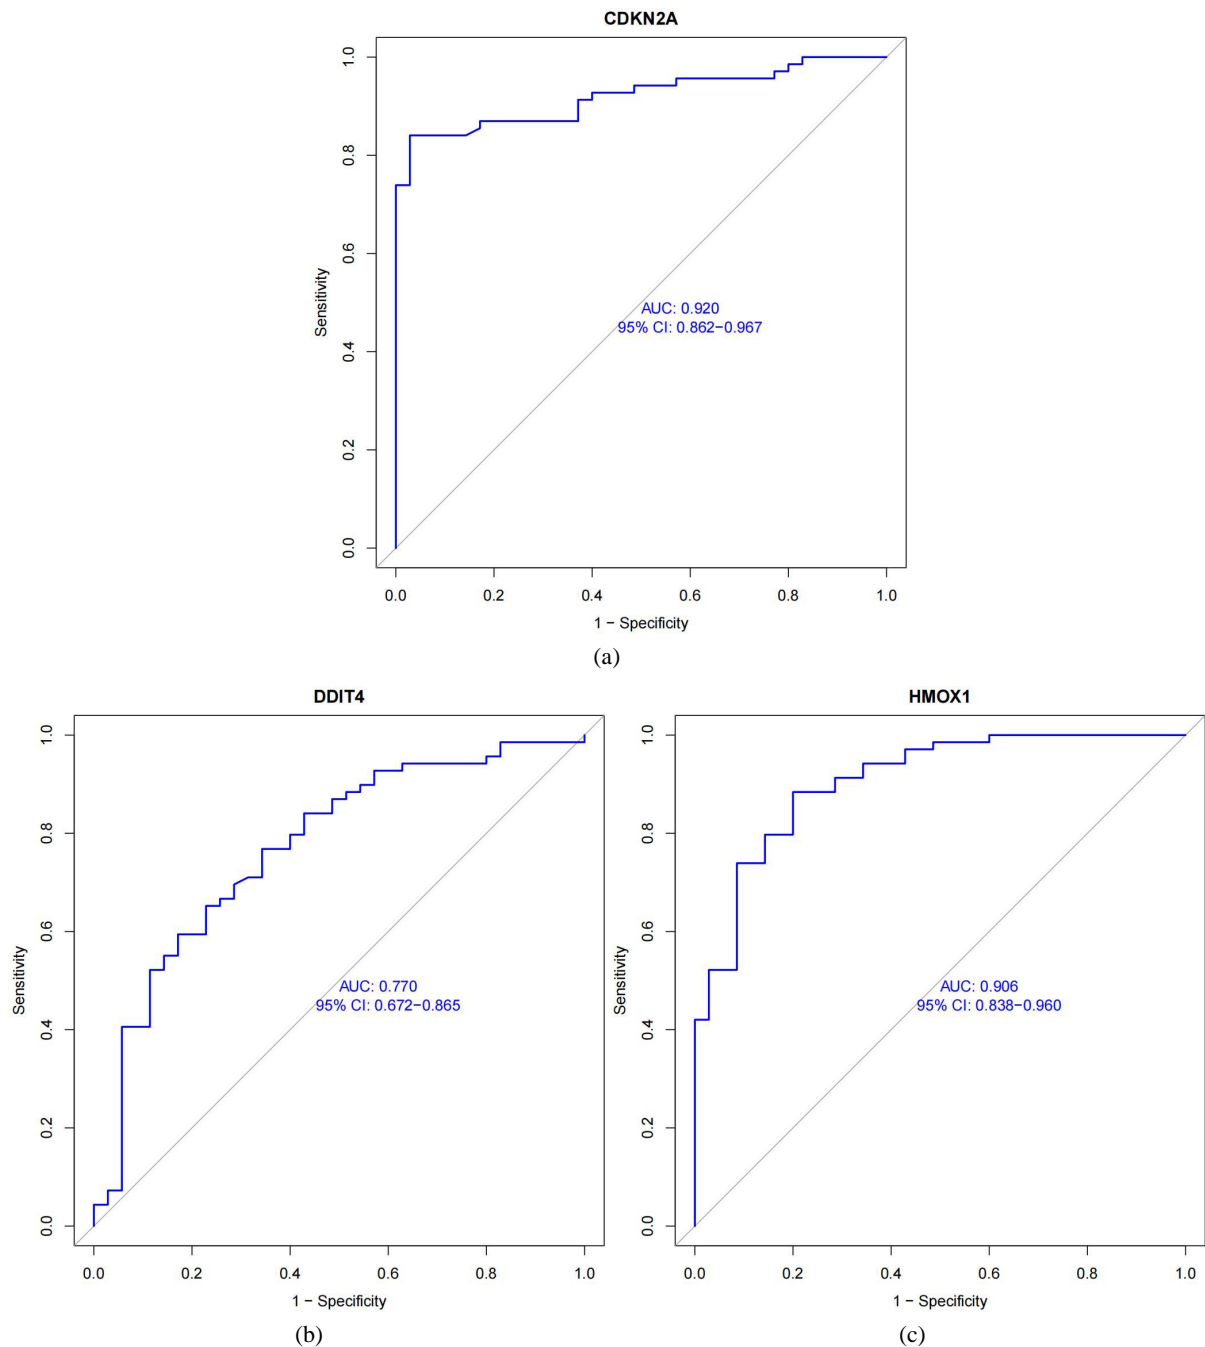 CDKN2A
1.0
0.8
0.6
0.4
0.2
0.0
Sensitivity
AUC: 0.920
95% CI: 0.862−0.967
0.0 0.2 0.4 0.6 0.8 1.0
1 − Specificity
(a)
DDIT4
1.0
0.8
0.6
0.4
0.2
0.0
Sensitivity
AUC: 0.770
95% CI: 0.672−0.865
0.0 0.2 0.4 0.6 0.8 1.0
1 − Specificity
(b)
HMOX1
1.0
0.8
0.6
0.4
0.2
0.0
Sensitivity
AUC: 0.906
95% CI: 0.838−0.960
0.0 0.2 0.4 0.6 0.8 1.0
1 − Specificity
(c)